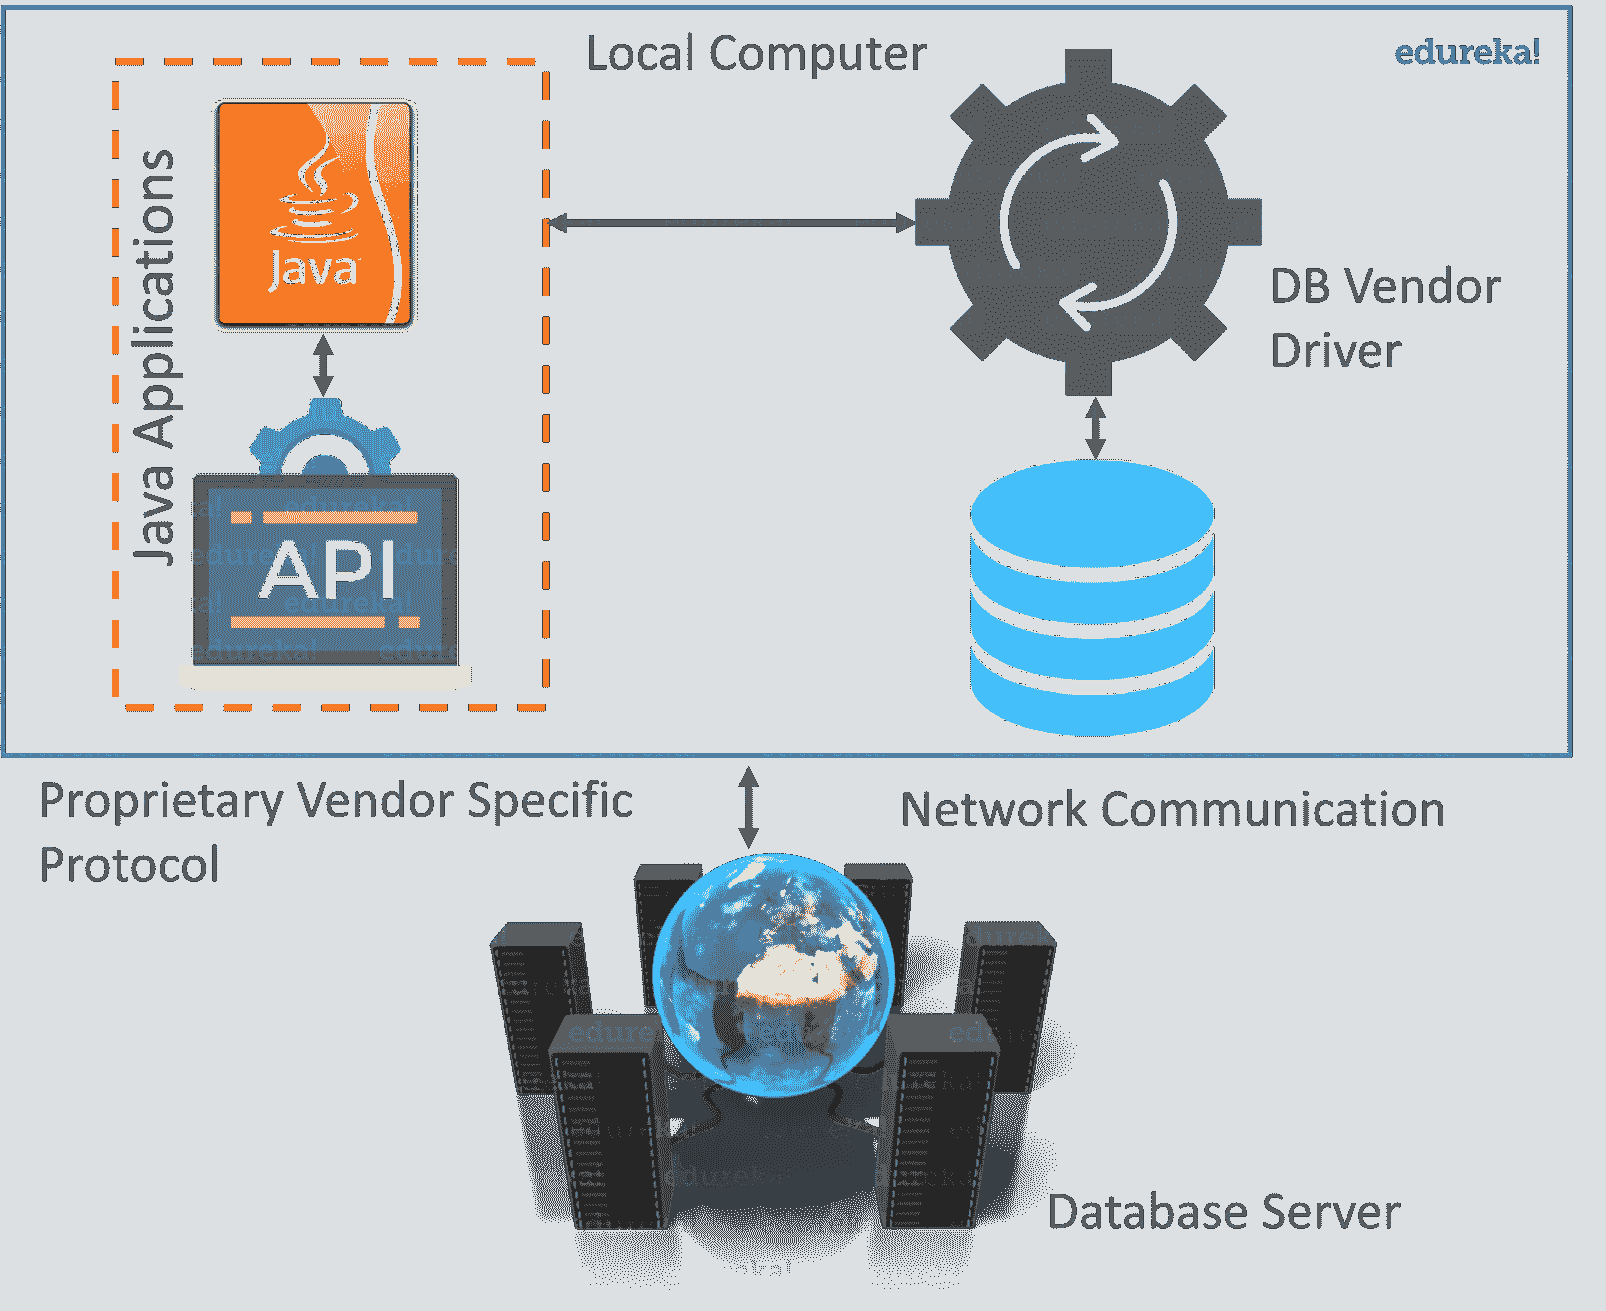 Local Computer
edureka!
Java Applications
Java
API
DB Vendor
Driver
Proprietary Vendor Specific
Protocol
Network Communication
Database Server